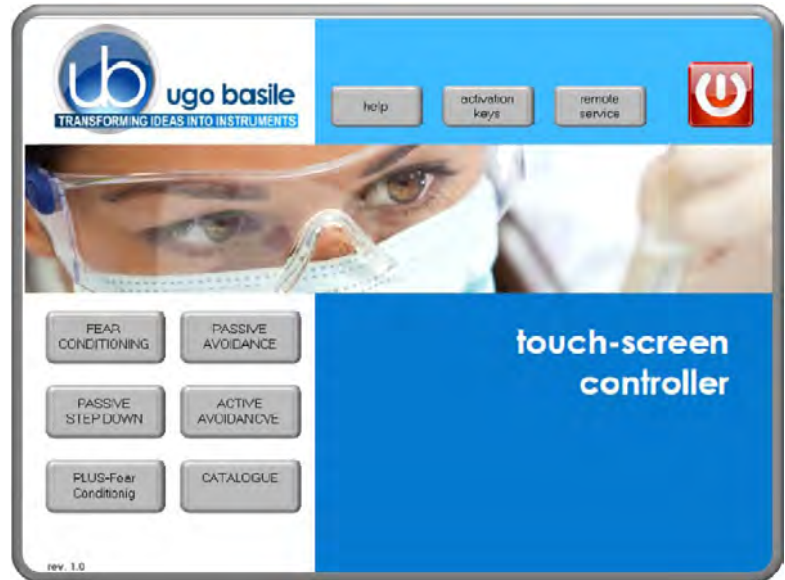 ub ugo basile
TRANSFORMING IDEAS INTO INSTRUMENTS
help
activation
keys
remote
service
FEAR
CONDITIONING
PASSIVE
AVOIDANCE
PASSIVE
STEP DOWN
ACTIVE
AVOIDANCVE
PLUS-Fear
Conditionig
CATALOGUE
touch-screen
controller
rev. 1.0